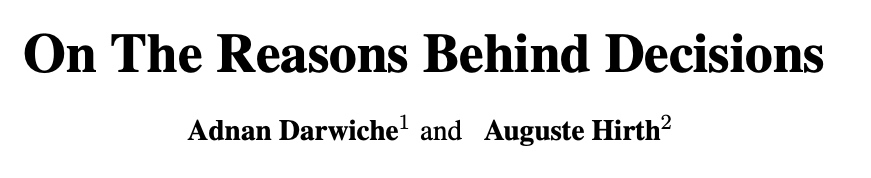 On The Reasons Behind Decisions
Adnan Darwiche¹ and Auguste Hirth²